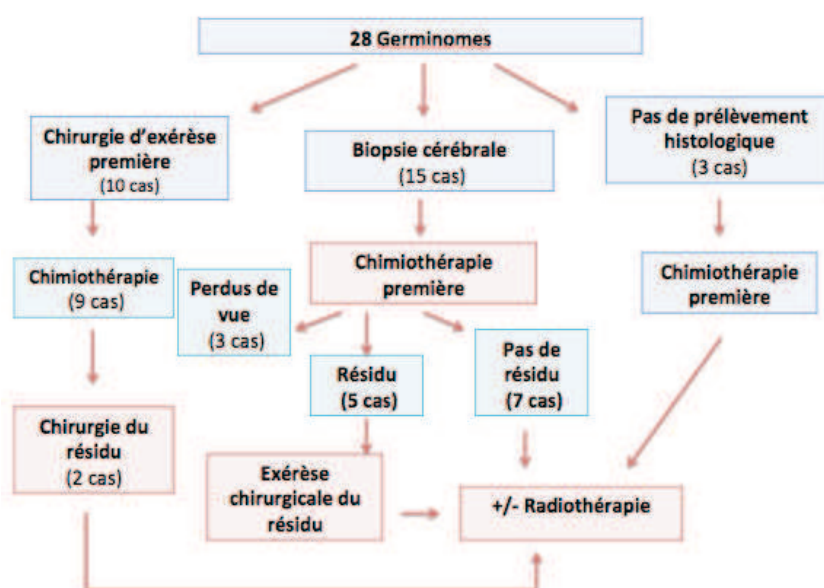 28 Germinomes
Chirurgie d'exérèse
première
(10 cas)
Biopsie cérébrale
(15 cas)
Pas de prélèvement
histologique
(3 cas)
Chimiothérapie
(9 cas)
Perdus de
vue
(3 cas)
Chimiothérapie
première
Chimiothérapie
première
Résidu
(5 cas)
Pas de
résidu
(7 cas)
Chirurgie du
résidu
(2 cas)
Exérèse
chirurgicale du
résidu
+/- Radiothérapie